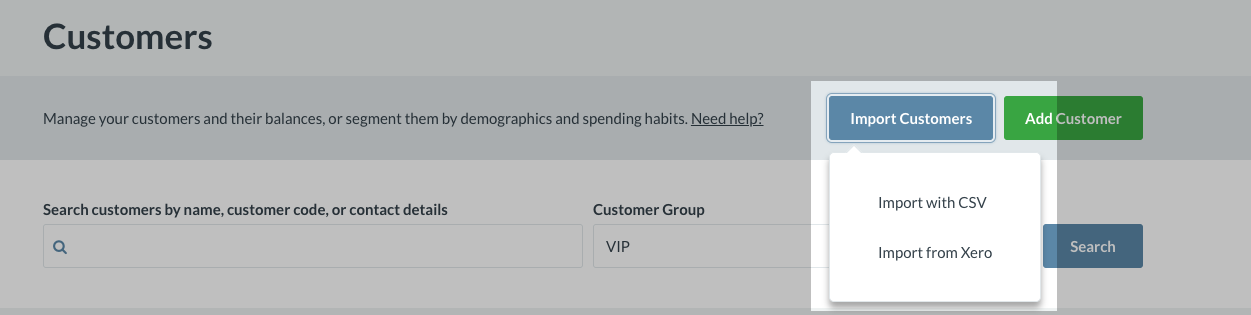 Customers
Manage your customers and their balances, or segment them by demographics and spending habits. Need help?
Import Customers
Add Customer
Import with CSV
Import from Xero
Search customers by name, customer code, or contact details
Customer Group
VIP
Search